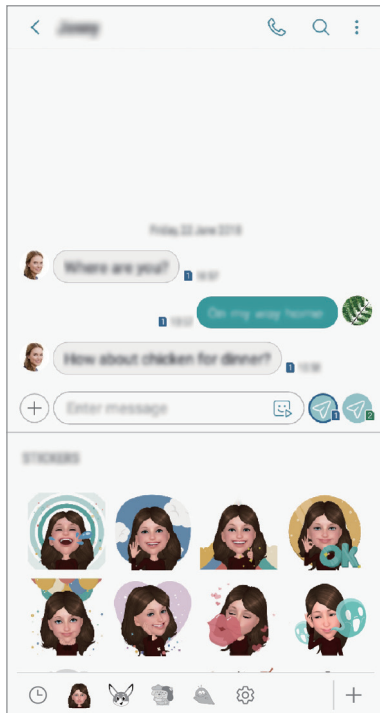 Friday, 22 June 2018
Where are you?
1
1
On my way home
How about chicken for dinner?
1
Enter message
1
2
STICKERS
OK